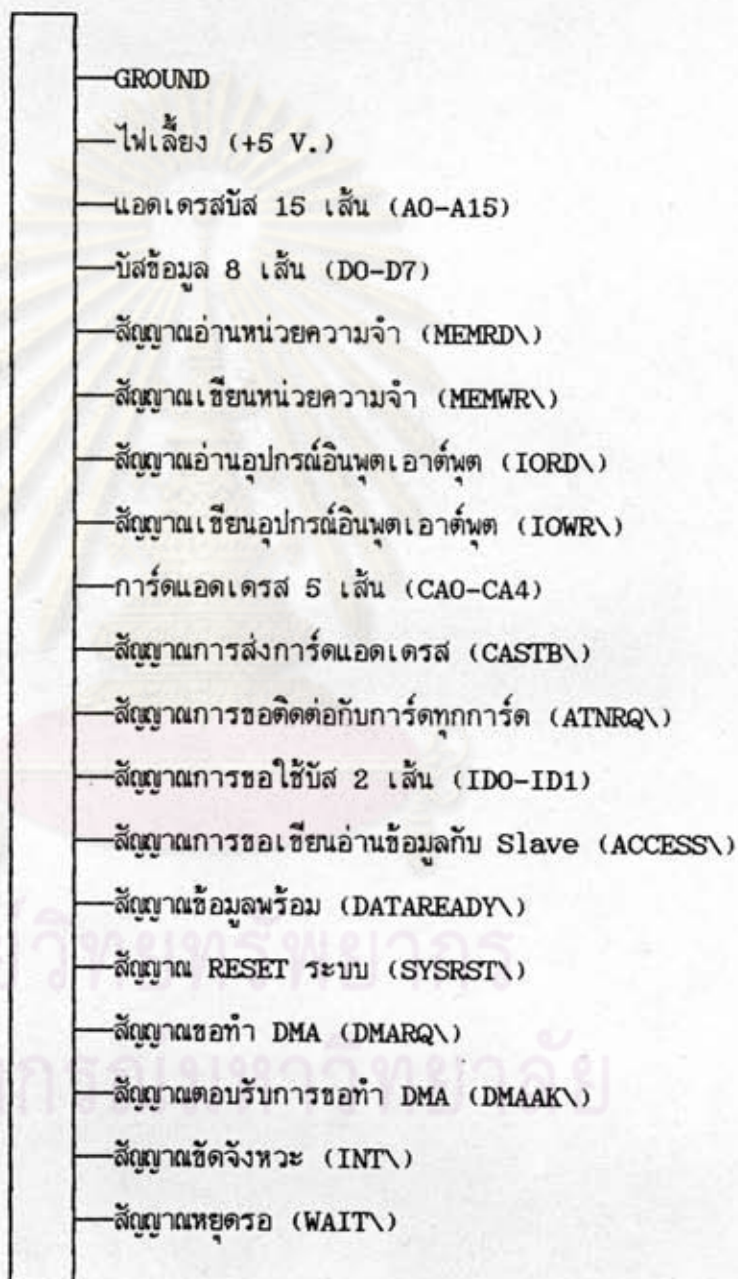 GROUND
ไฟเลี้ยง (+5 V.)
แอดเดรสบัส 15 เส้น (A0-A15)
บัสข้อมูล 8 เส้น (D0-D7)
สัญญาณอ่านหน่วยความจำ (MEMRD\)
สัญญาณเขียนหน่วยความจำ (MEMWR\)
สัญญาณอ่านอุปกรณ์อินพุตเอาต์พุต (IORD\)
สัญญาณเขียนอุปกรณ์อินพุตเอาต์พุต (IOWR\)
การ์ดแอดเดรส 5 เส้น (CA0-CA4)
สัญญาณการส่งการ์ดแอดเดรส (CASTB\)
สัญญาณการขอติดต่อกับการ์ดทุกการ์ด (ATNRQ\)
สัญญาณการขอใช้บัส 2 เส้น (ID0-ID1)
สัญญาณการขอเขียนอ่านข้อมูลกับ Slave (ACCESS\)
สัญญาณข้อมูลพร้อม (DATAREADY\)
สัญญาณ RESET ระบบ (SYSRST\)
สัญญาณขอทำ DMA (DMARQ\)
สัญญาณตอบรับการขอทำ DMA (DMAAK\)
สัญญาณขัดจังหวะ (INT\)
สัญญาณหยุดรอ (WAIT\)